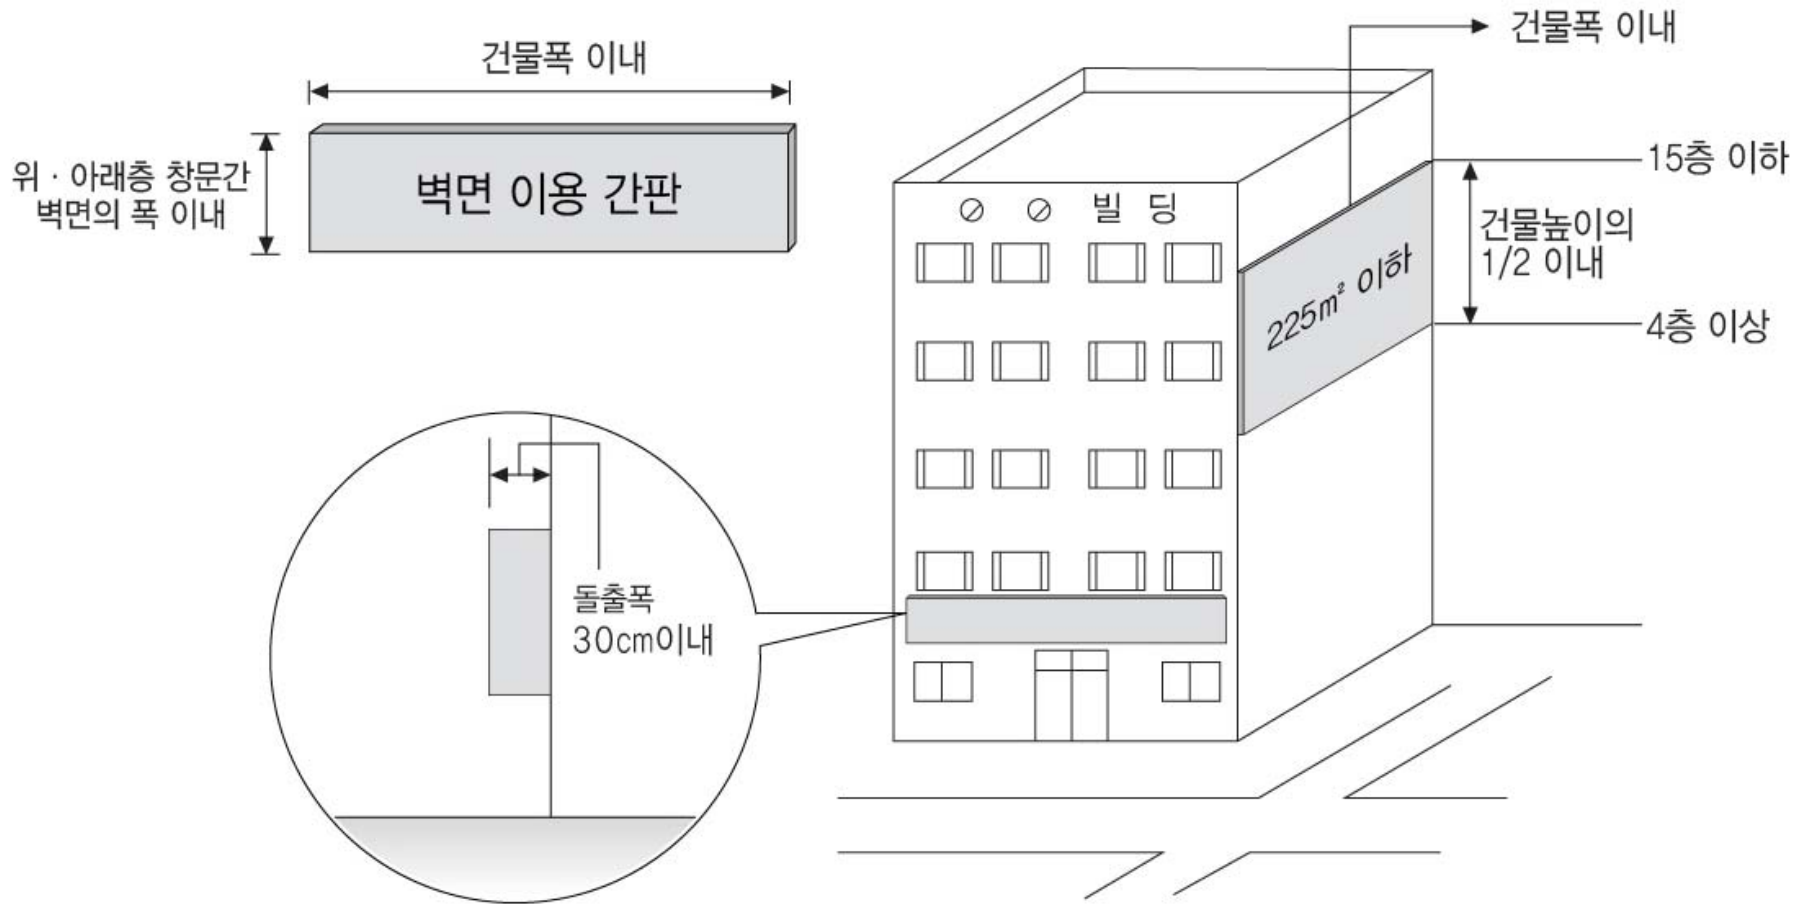 건물폭 이내
위 · 아래층 창문간
벽면의 폭 이내
벽면 이용 간판
건물폭 이내
빌 딩
15층 이하
건물높이의
1/2 이내
225m² 이하
4층 이상
돌출폭
30cm이내